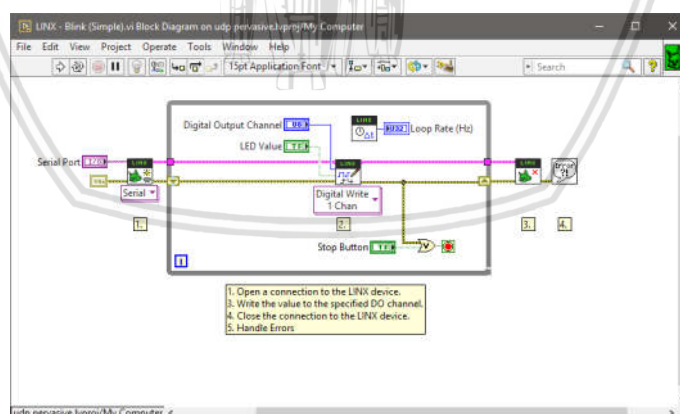 LINX - Blink (Simple).vi Block Diagram on udp pervasive.lvproj/My Computer
File Edit View Project Operate Tools Window Help
15pt Application Font
Search
Digital Output Channel U8
LINX
U32 Loop Rate (Hz)
LED Value TF
Serial Port I/O
LINX
LINX
LINX
Error
?!
Serial
Digital Write
1 Chan
1.
2.
3.
4.
Stop Button TF
i
1. Open a connection to the LINX device.
3. Write the value to the specified DO channel.
4. Close the connection to the LINX device.
5. Handle Errors
udp pervasive.lvproj/My Computer